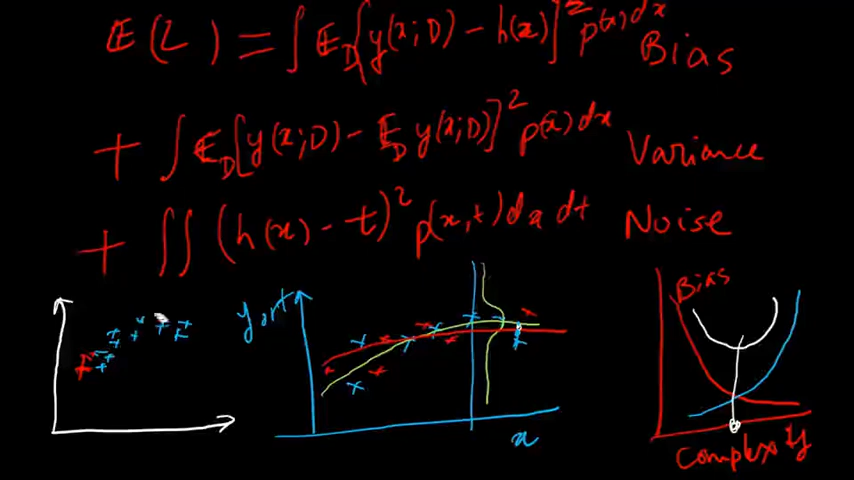 E(L) = ∫ E_D[y(x;D) - h(x)]² p(x)dx Bias
+ ∫ E_D[y(x;D) - E_D y(x;D)]² p(x)dx Variance
+ ∫∫ (h(x) - t)² p(x,t)dx dt Noise
y or t
x
Bias
Complexity